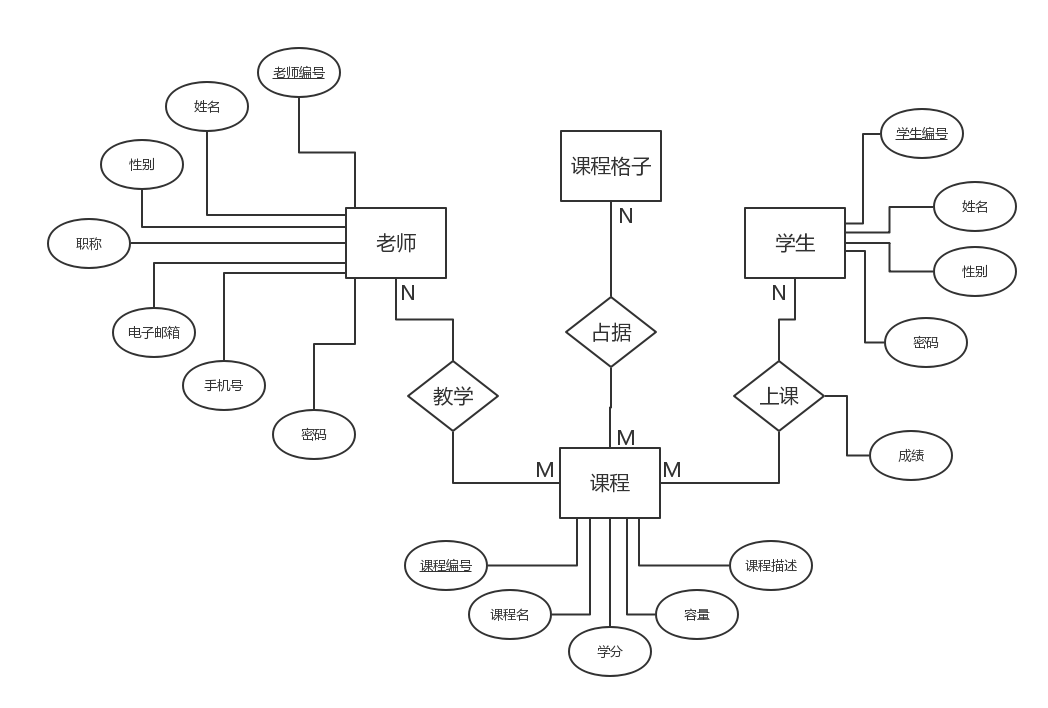 老师编号
姓名
性别
职称
电子邮箱
手机号
密码
老师
N
教学
M
课程格子
N
占据
M
课程
M
学生
N
上课
学生编号
姓名
性别
密码
成绩
课程编号
课程名
学分
容量
课程描述